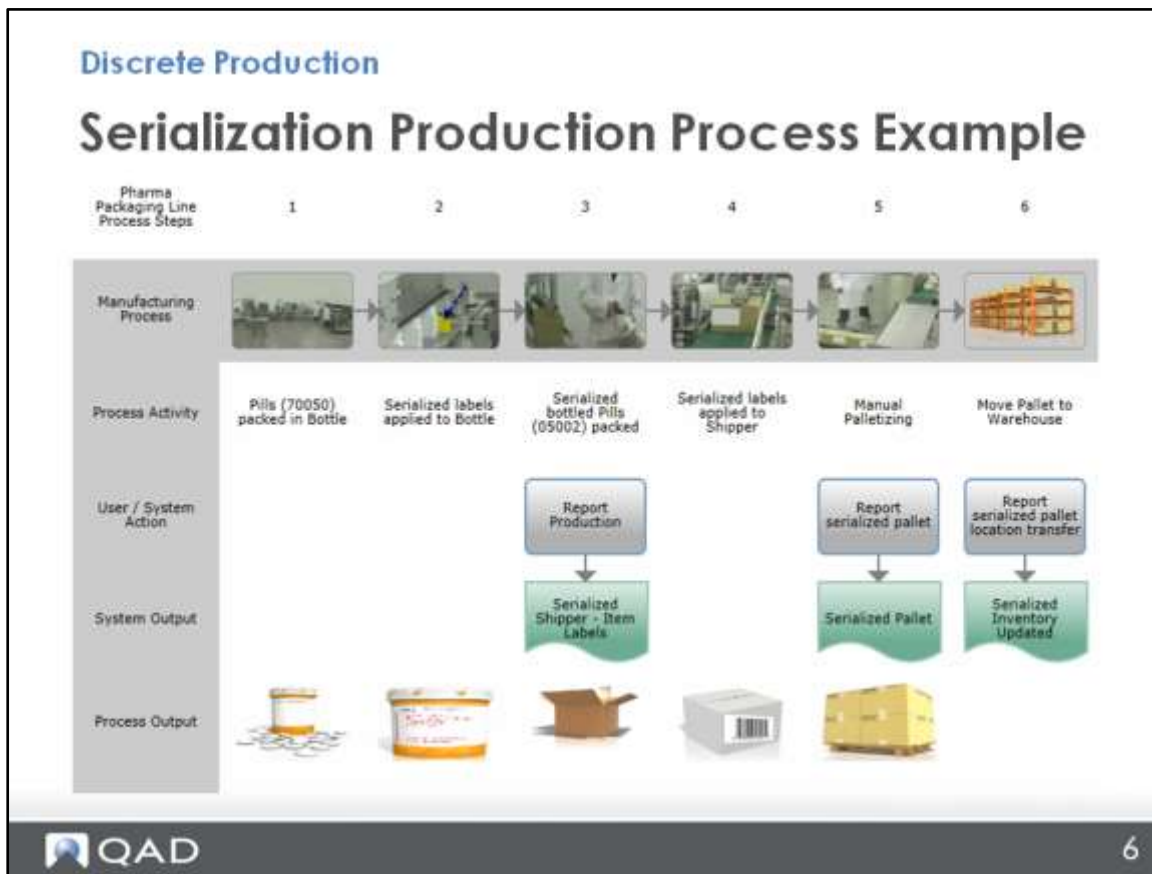 Discrete Production
Serialization Production Process Example
Pharma
Packaging Line
Process Steps
1
2
3
4
5
6
Manufacturing
Process
Process Activity
Pills (70050)
packed in Bottle
Serialized labels
applied to Bottle
Serialized
bottled Pills
(05002) packed
Serialized labels
applied to
Shipper
Manual
Palletizing
Move Pallet to
Warehouse
User / System
Action
Report
Production
Report
serialized pallet
Report
serialized pallet
location transfer
System Output
Serialized
Shipper - Item
Labels
Serialized Pallet
Serialized
Inventory
Updated
Process Output
QAD
6